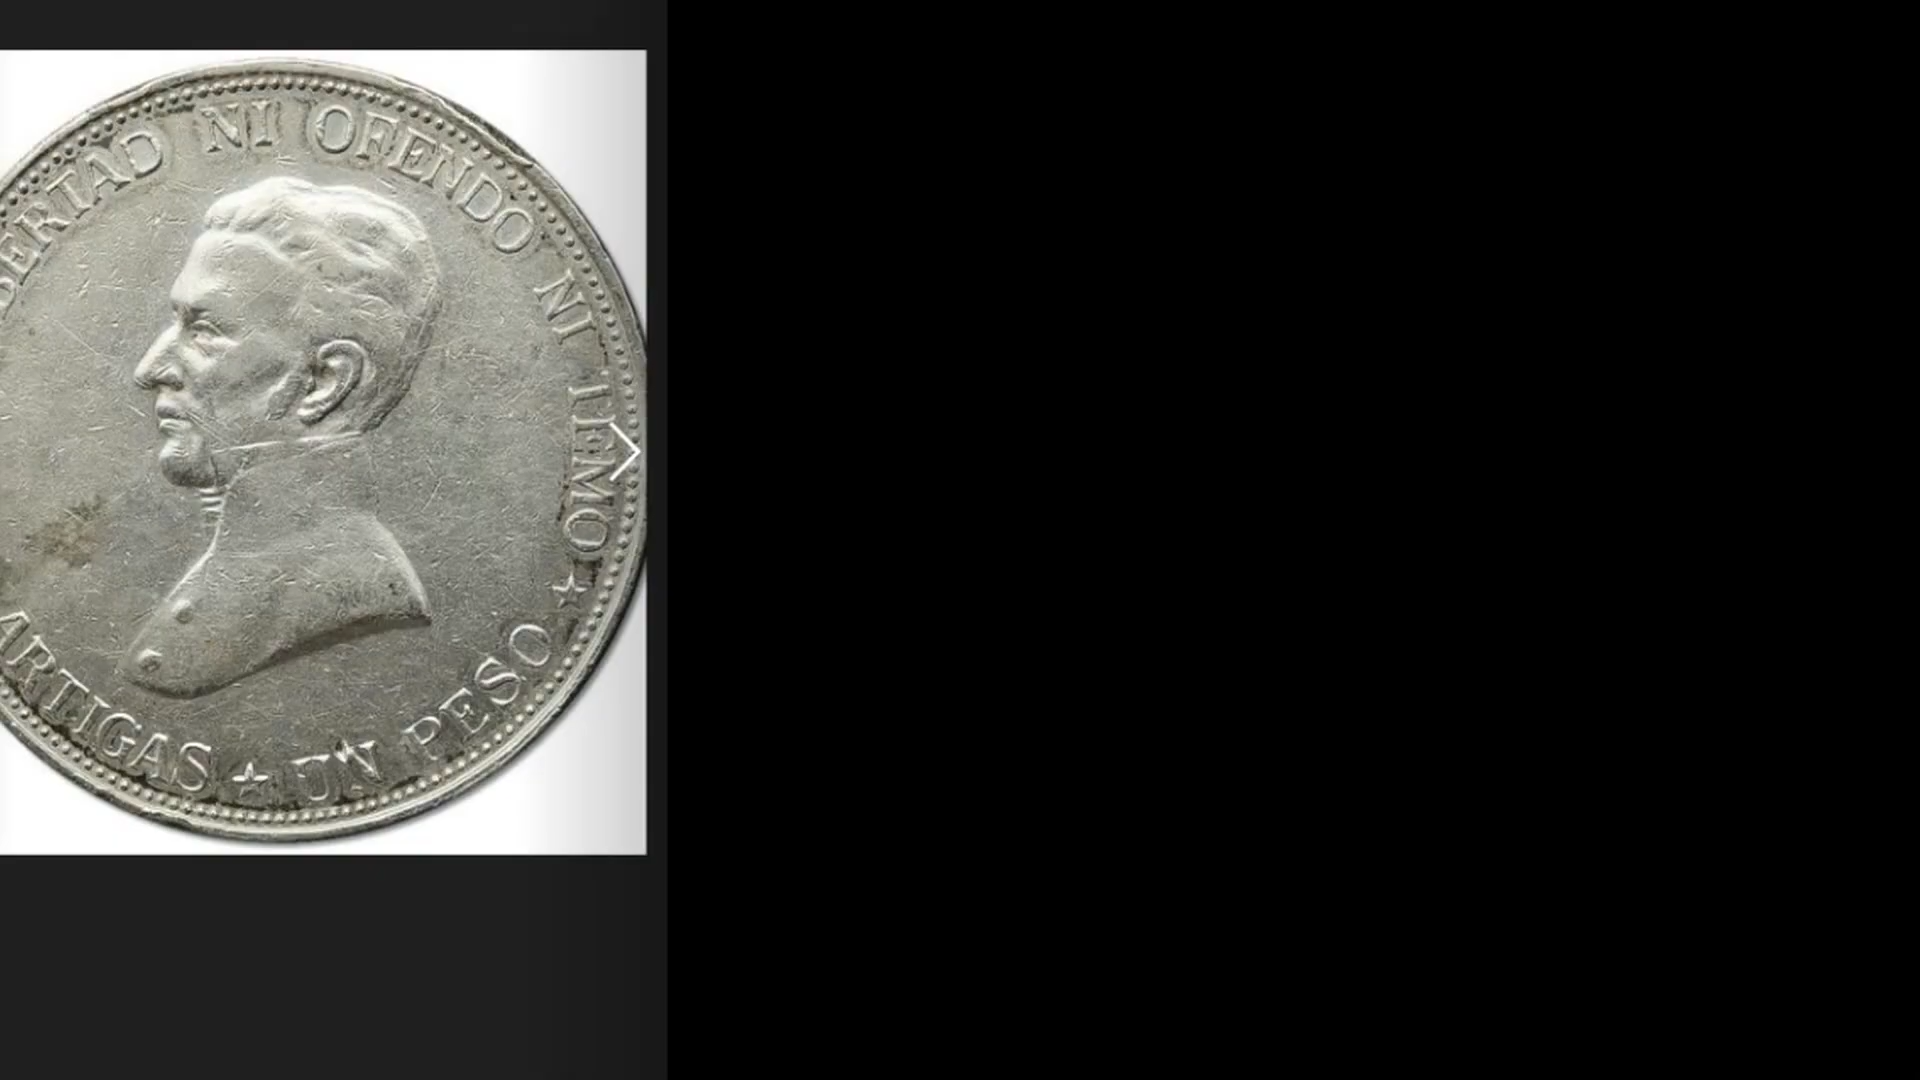 BERTAD NI OFENDO NI TEMO
ARTIGAS ★ UN PESO